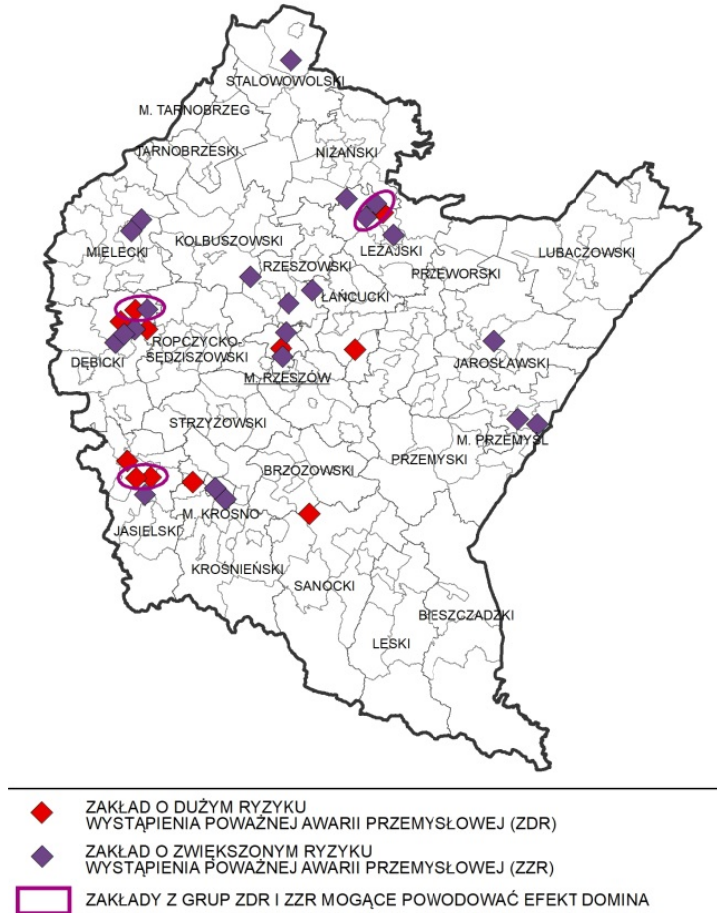 STALOWOWOLSKI
M. TARNOBRZEG
TARNOBRZESKI
NIŻAŃSKI
KOLBUSZOWSKI
MIELECKI
LEŻAJSKI
LUBACZOWSKI
RZESZOWSKI
PRZEWORSKI
ŁAŃCUCKI
ROPCZYCKO-
SĘDZISZOWSKI
DĘBICKI
JAROSŁAWSKI
M. RZESZÓW
STRZYŻOWSKI
M. PRZEMYŚL
PRZEMYSKI
BRZOZOWSKI
M. KROSNO
JASIELSKI
KROŚNIEŃSKI
SANOCKI
BIESZCZADZKI
LESKI
ZAKŁAD O DUŻYM RYZYKU
WYSTĄPIENIA POWAŻNEJ AWARII PRZEMYSŁOWEJ (ZDR)
ZAKŁAD O ZWIĘKSZONYM RYZYKU
WYSTĄPIENIA POWAŻNEJ AWARII PRZEMYSŁOWEJ (ZZR)
ZAKŁADY Z GRUP ZDR I ZZR MOGĄCE POWODOWAĆ EFEKT DOMINA